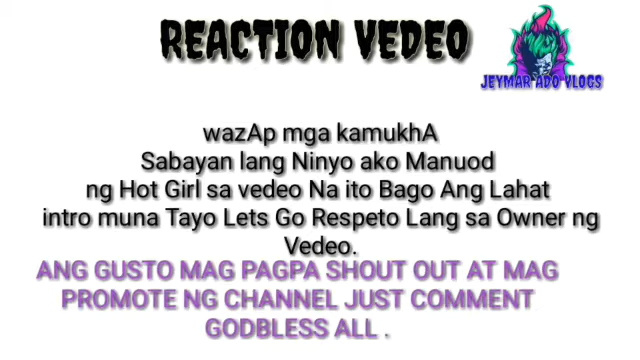 REACTION VEDEO
JEYMAR ADO VLOGS
wazAp mga kamukhA
Sabayan lang Ninyo ako Manuod
ng Hot Girl sa vedeo Na ito Bago Ang Lahat
intro muna Tayo Lets Go Respeto Lang sa Owner ng
Vedeo.
ANG GUSTO MAG PAGPA SHOUT OUT AT MAG
PROMOTE NG CHANNEL JUST COMMENT
GODBLESS ALL .